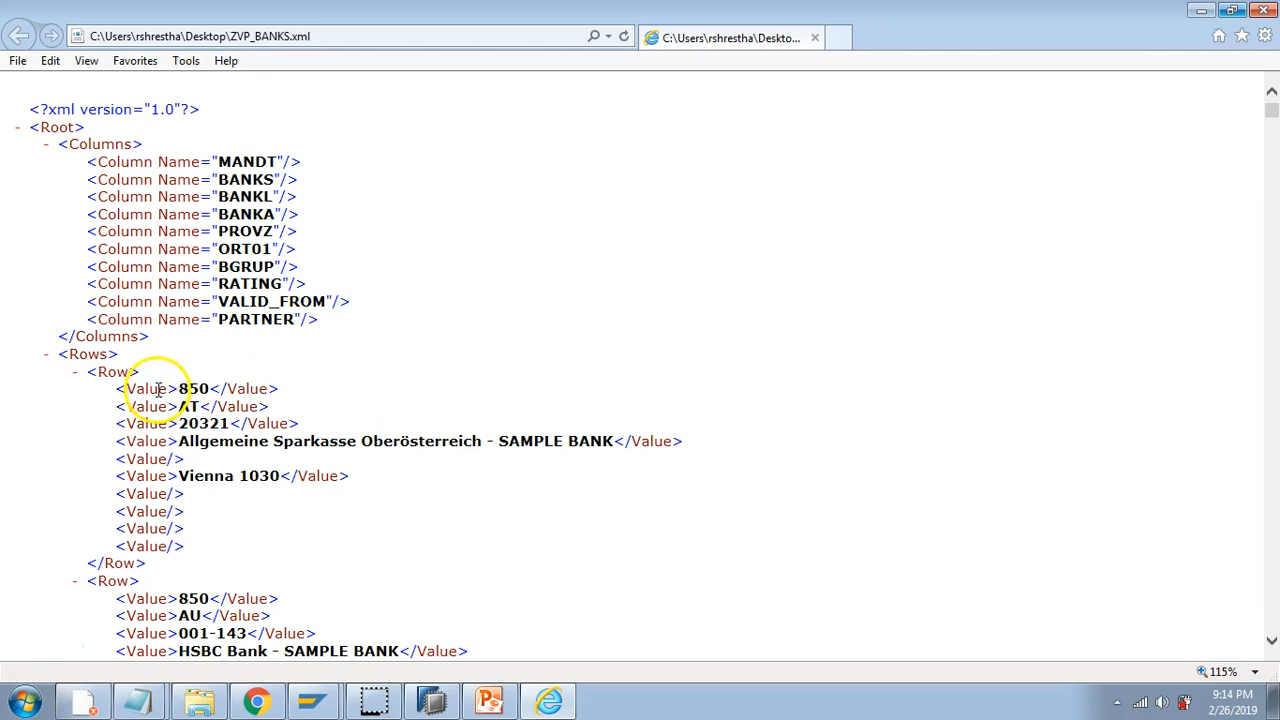 C:\Users\rshrestha\Desktop\ZVP_BANKS.xml
C:\Users\rshrestha\Deskto...
File Edit View Favorites Tools Help
<?xml version="1.0"?>
- <Root>
- <Columns>
<Column Name="MANDT"/>
<Column Name="BANKS"/>
<Column Name="BANKL"/>
<Column Name="BANKA"/>
<Column Name="PROVZ"/>
<Column Name="ORT01"/>
<Column Name="BGRUP"/>
<Column Name="RATING"/>
<Column Name="VALID_FROM"/>
<Column Name="PARTNER"/>
</Columns>
- <Rows>
- <Row>
<Value>850</Value>
<Value>AT</Value>
<Value>20321</Value>
<Value>Allgemeine Sparkasse Oberösterreich - SAMPLE BANK</Value>
<Value/>
<Value>Vienna 1030</Value>
<Value/>
<Value/>
<Value/>
<Value/>
</Row>
- <Row>
<Value>850</Value>
<Value>AU</Value>
<Value>001-143</Value>
<Value>HSBC Bank - SAMPLE BANK</Value>
115%
9:14 PM
2/26/2019